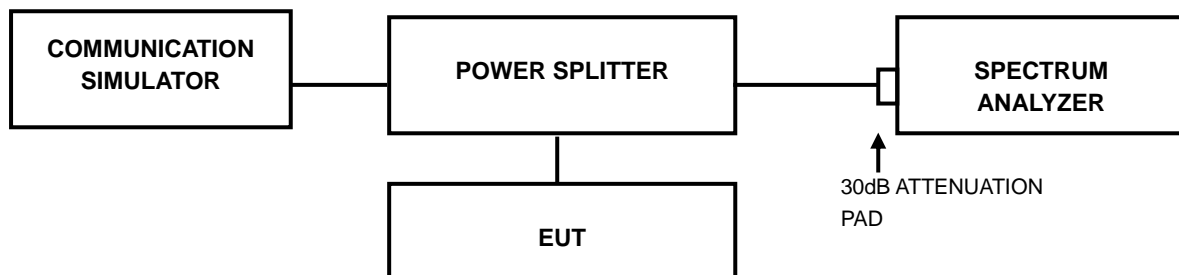 COMMUNICATION
SIMULATOR
POWER SPLITTER
SPECTRUM
ANALYZER
30dB ATTENUATION
PAD
EUT